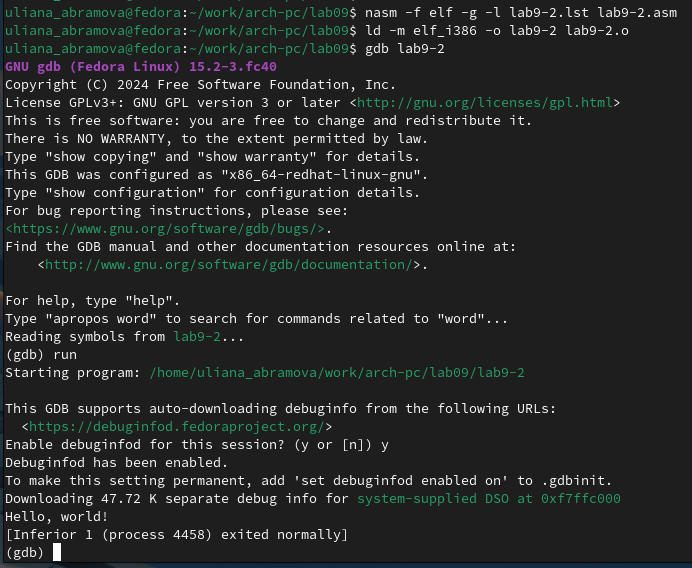 uliana_abramova@fedora:~/work/arch-pc/lab09$ nasm -f elf -g -l lab9-2.lst lab9-2.asm
uliana_abramova@fedora:~/work/arch-pc/lab09$ ld -m elf_i386 -o lab9-2 lab9-2.o
uliana_abramova@fedora:~/work/arch-pc/lab09$ gdb lab9-2
GNU gdb (Fedora Linux) 15.2-3.fc40
Copyright (C) 2024 Free Software Foundation, Inc.
License GPLv3+: GNU GPL version 3 or later <http://gnu.org/licenses/gpl.html>
This is free software: you are free to change and redistribute it.
There is NO WARRANTY, to the extent permitted by law.
Type "show copying" and "show warranty" for details.
This GDB was configured as "x86_64-redhat-linux-gnu".
Type "show configuration" for configuration details.
For bug reporting instructions, please see:
<https://www.gnu.org/software/gdb/bugs/>.
Find the GDB manual and other documentation resources online at:
    <http://www.gnu.org/software/gdb/documentation/>.

For help, type "help".
Type "apropos word" to search for commands related to "word"...
Reading symbols from lab9-2...
(gdb) run
Starting program: /home/uliana_abramova/work/arch-pc/lab09/lab9-2

This GDB supports auto-downloading debuginfo from the following URLs:
  <https://debuginfod.fedoraproject.org/>
Enable debuginfod for this session? (y or [n]) y
Debuginfod has been enabled.
To make this setting permanent, add 'set debuginfod enabled on' to .gdbinit.
Downloading 47.72 K separate debug info for system-supplied DSO at 0xf7ffc000
Hello, world!
[Inferior 1 (process 4458) exited normally]
(gdb)